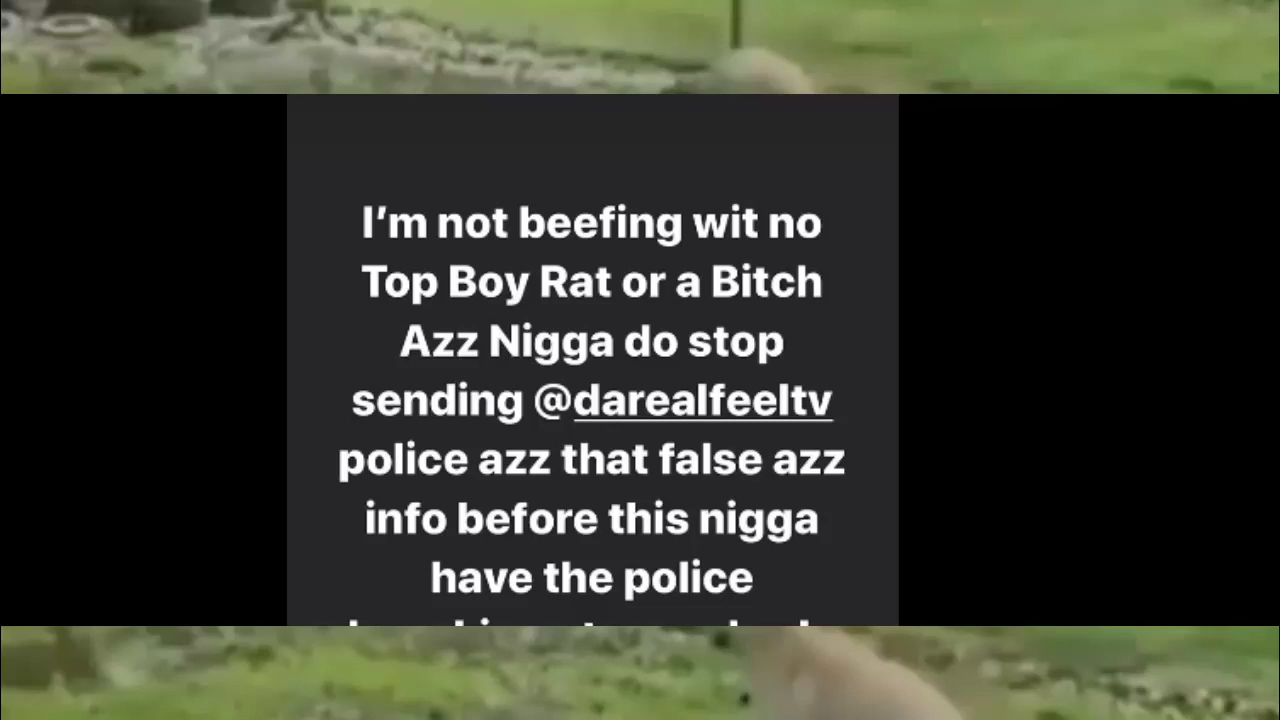 I'm not beefing wit no
Top Boy Rat or a Bitch
Azz Nigga do stop
sending @darealfeeltv
police azz that false azz
info before this nigga
have the police